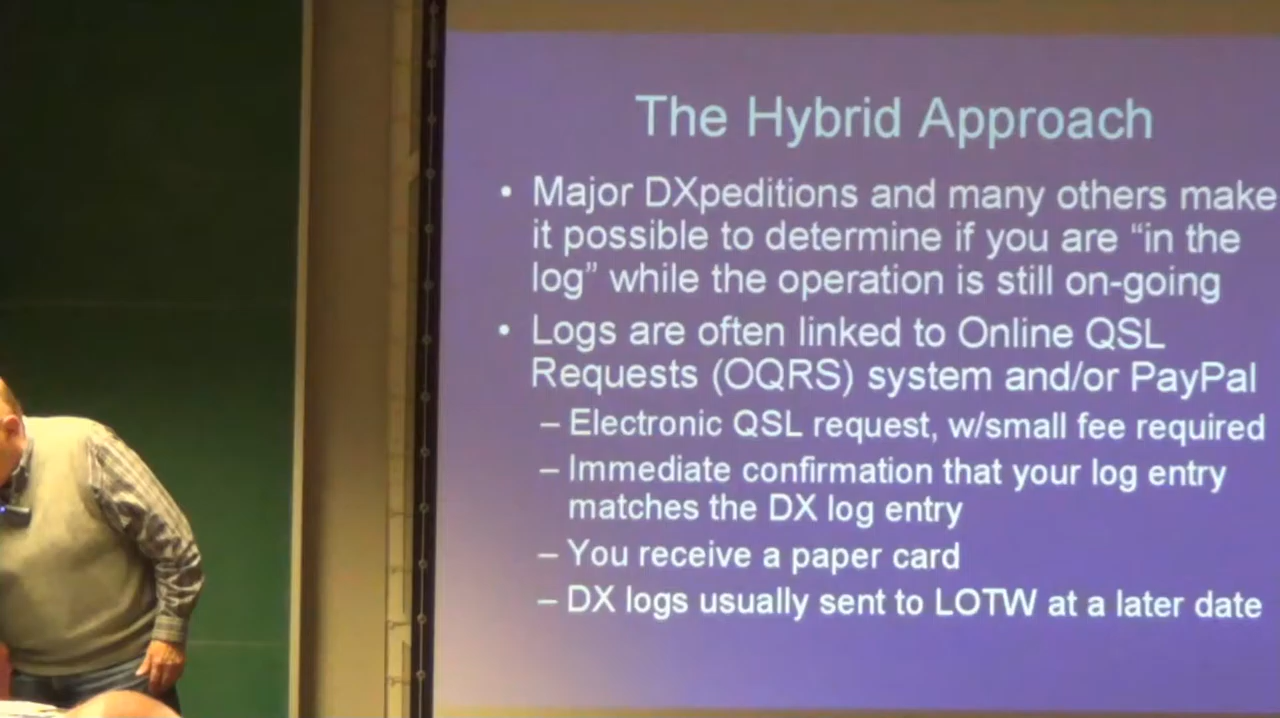 The Hybrid Approach
• Major DXpeditions and many others make
it possible to determine if you are “in the
log” while the operation is still on-going
• Logs are often linked to Online QSL
Requests (OQRS) system and/or PayPal
– Electronic QSL request, w/small fee required
– Immediate confirmation that your log entry
matches the DX log entry
– You receive a paper card
– DX logs usually sent to LOTW at a later date